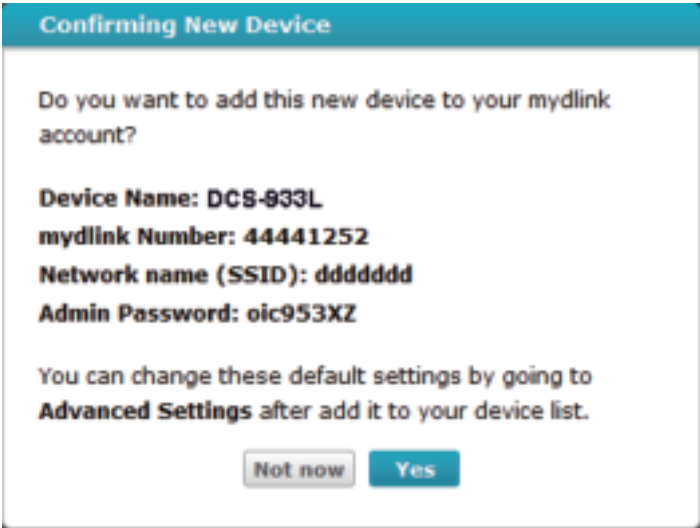 Confirming New Device
Do you want to add this new device to your mydlink
account?
Device Name: DCS-933L
mydlink Number: 44441252
Network name (SSID): ddddddd
Admin Password: oic953XZ
You can change these default settings by going to
Advanced Settings after add it to your device list.
Not now
Yes